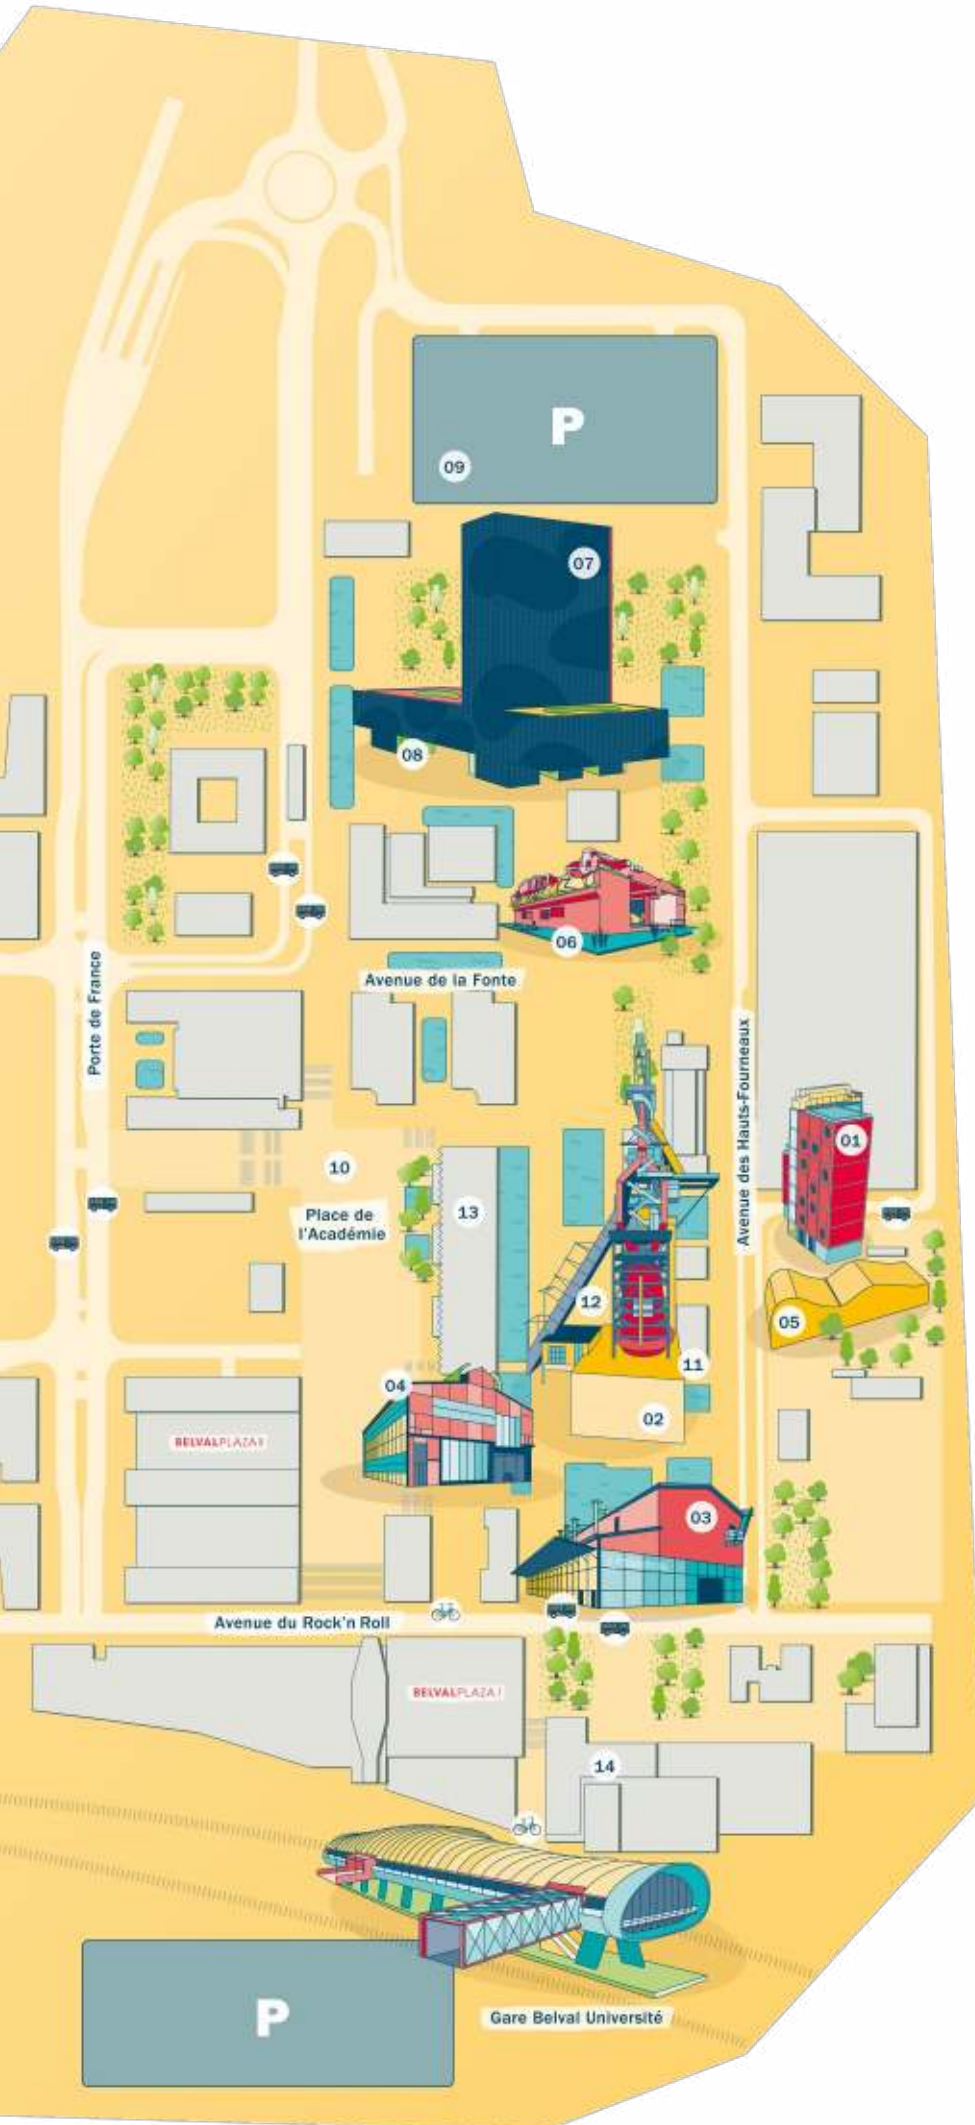 P
09
07
08
06
Avenue de la Fonte
Porte de France
Avenue des Hauts-Fourneaux
01
10
13
Place de
l'Académie
12
05
11
04
02
BELVALPLAZA II
03
Avenue du Rock'n Roll
BELVALPLAZA I
14
P
Gare Belval Université